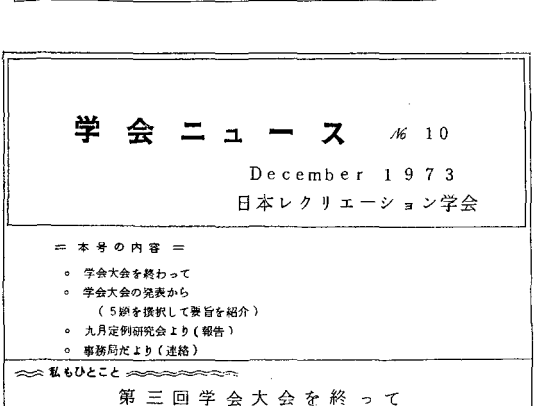 学会ニュース № 10
December 1973
日本レクリエーション学会
＝ 本号の内容 ＝
。 学会大会を終わって
。 学会大会の発表から
（５題を撰択して要旨を紹介）
。 九月定例研究会より（報告）
。 事務局だより（連絡）
私もひとこと
第三回学会大会を終って